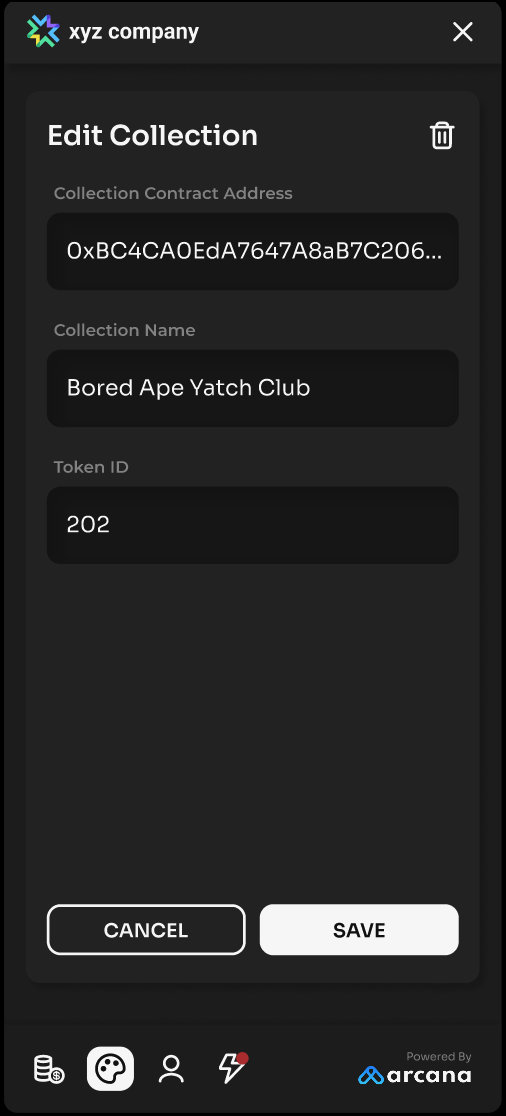 xyz company
Edit Collection
Collection Contract Address
0xBC4CA0EdA7647A8aB7C206...
Collection Name
Bored Ape Yatch Club
Token ID
202
CANCEL
SAVE
Powered By
arcana